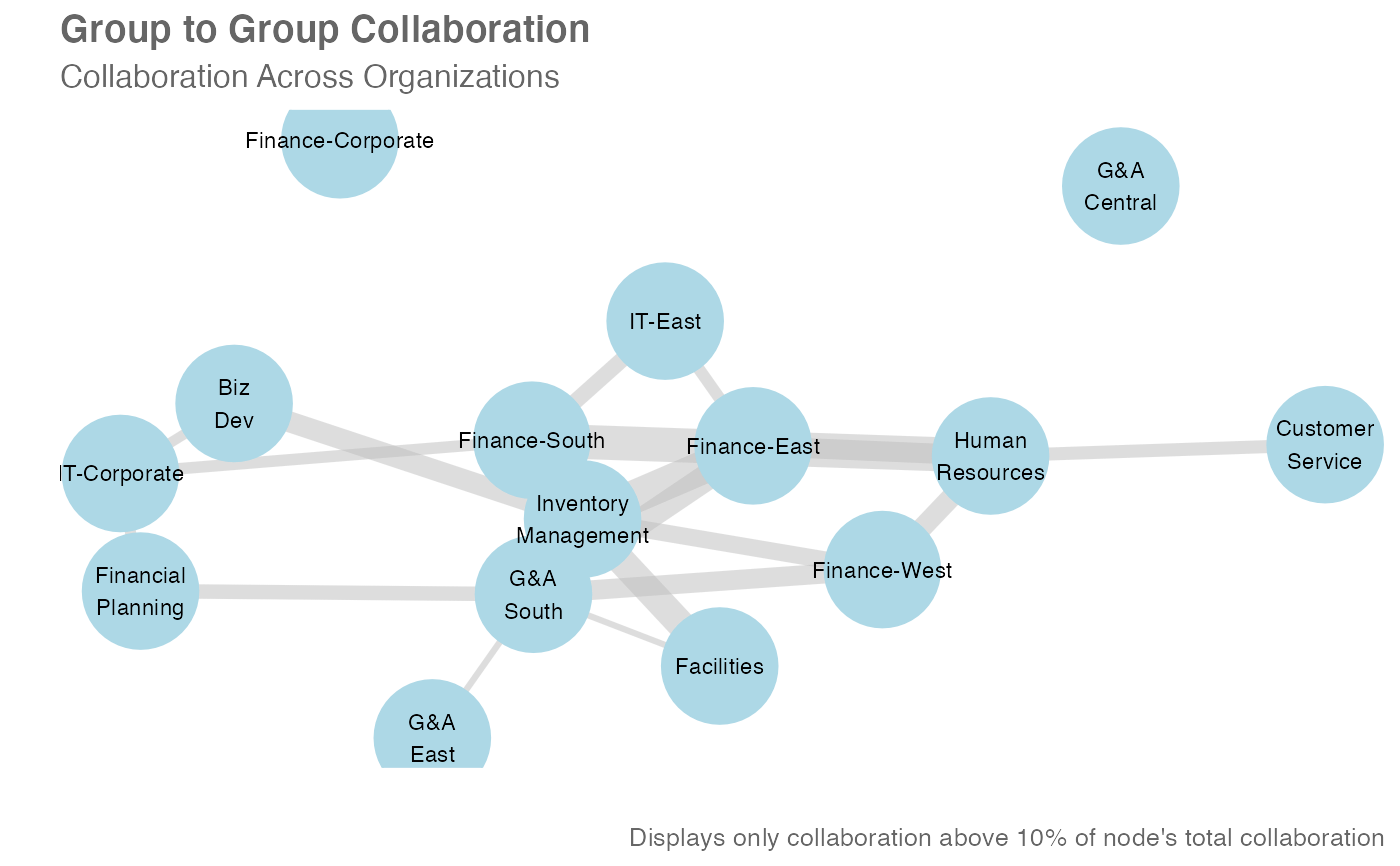 Group to Group Collaboration
Collaboration Across Organizations
Finance-Corporate
G&A
Central
IT-East
Biz
Dev
Finance-South
Finance-East
Human
Resources
Customer
Service
IT-Corporate
Inventory
Management
Financial
Planning
G&A
South
Finance-West
Facilities
G&A
East
Displays only collaboration above 10% of node's total collaboration